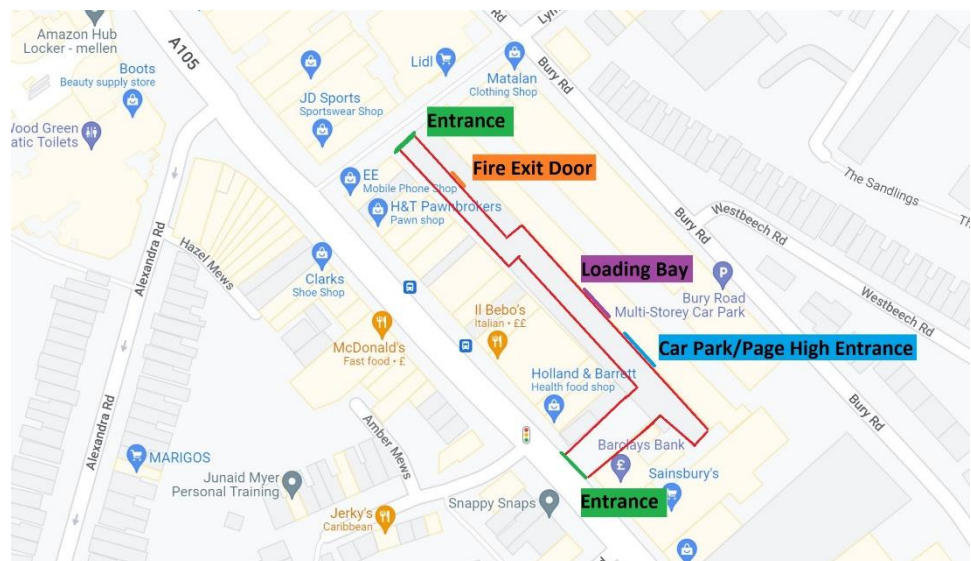 Amazon Hub
Locker - mellen
A105
Boots
Beauty supply store
Wood Green
atic Toilets
JD Sports
Sportswear Shop
Lidl
Bury Rd
Matalan
Clothing Shop
Bury Rd
Entrance
Fire Exit Door
EE
Mobile Phone Shop
H&T Pawnbrokers
Pawn shop
The Sandlings
Westbeech Rd
Bury Rd
Alexandra Rd
Hazel Mews
Clarks
Shoe Shop
Loading Bay
Bury Road
Multi-Storey Car Park
Westbeech Rd
Il Bebo's
Italian • ££
McDonald's
Fast food • £
Car Park/Page High Entrance
Holland & Barrett
Health food shop
Alexandra Rd
Bury Rd
Amber Mews
Barclays Bank
MARIGOS
Junaid Myer
Personal Training
Sainsbury's
Snappy Snaps
Entrance
Jerky's
Caribbean